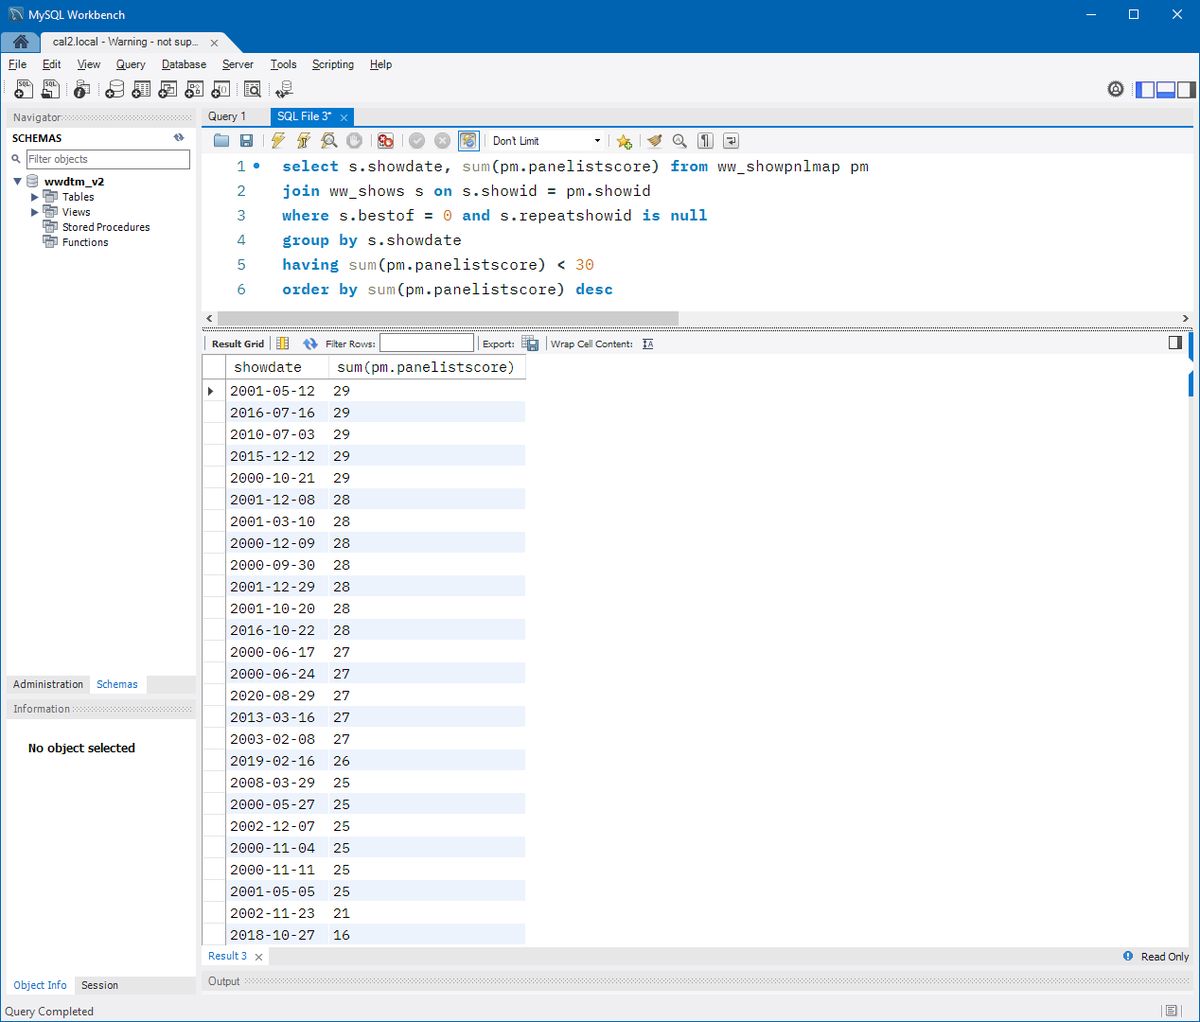 MySQL Workbench
cal2.local - Warning - not sup...
File Edit View Query Database Server Tools Scripting Help
Navigator
SCHEMAS
Filter objects
wwdtm_v2
Tables
Views
Stored Procedures
Functions
Administration Schemas
Information
No object selected
Object Info Session
Query 1 SQL File 3*
Don't Limit
1 select s.showdate, sum(pm.panelistscore) from ww_showpnlmap pm
2 join ww_shows s on s.showid = pm.showid
3 where s.bestof = 0 and s.repeatshowid is null
4 group by s.showdate
5 having sum(pm.panelistscore) < 30
6 order by sum(pm.panelistscore) desc
Result Grid Filter Rows: Export: Wrap Cell Content:
showdate sum(pm.panelistscore)
2001-05-12 29
2016-07-16 29
2010-07-03 29
2015-12-12 29
2000-10-21 29
2001-12-08 28
2001-03-10 28
2000-12-09 28
2000-09-30 28
2001-12-29 28
2001-10-20 28
2016-10-22 28
2000-06-17 27
2000-06-24 27
2020-08-29 27
2013-03-16 27
2003-02-08 27
2019-02-16 26
2008-03-29 25
2000-05-27 25
2002-12-07 25
2000-11-04 25
2000-11-11 25
2001-05-05 25
2002-11-23 21
2018-10-27 16
Result 3 Read Only
Output
Query Completed